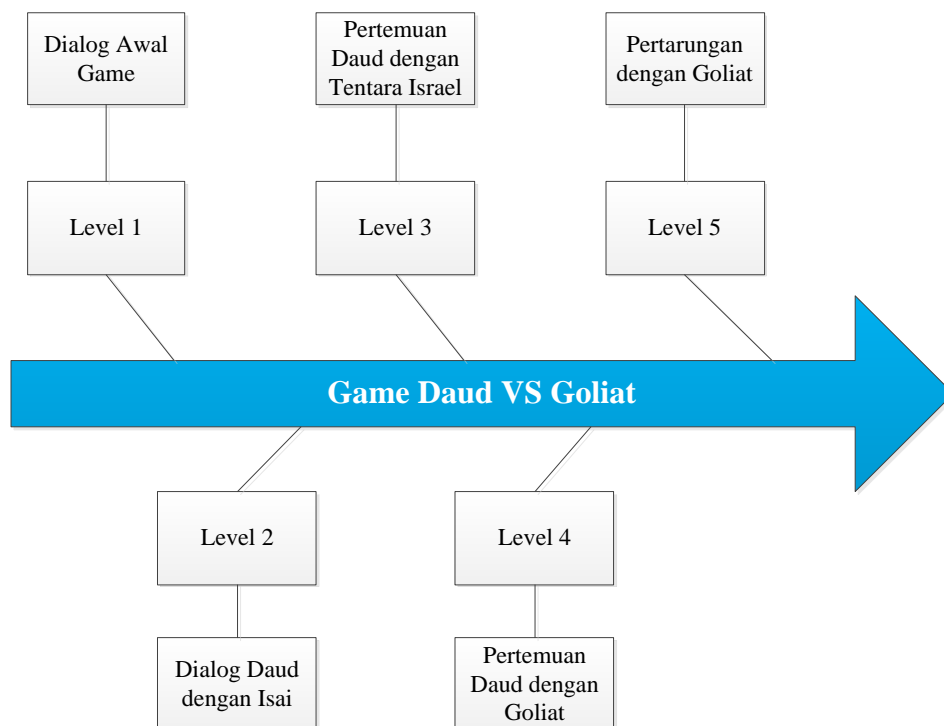 Dialog Awal
Game
Pertemuan
Daud dengan
Tentara Israel
Pertarungan
dengan Goliat
Level 1
Level 3
Level 5
Game Daud VS Goliat
Level 2
Level 4
Dialog Daud
dengan Isai
Pertemuan
Daud dengan
Goliat